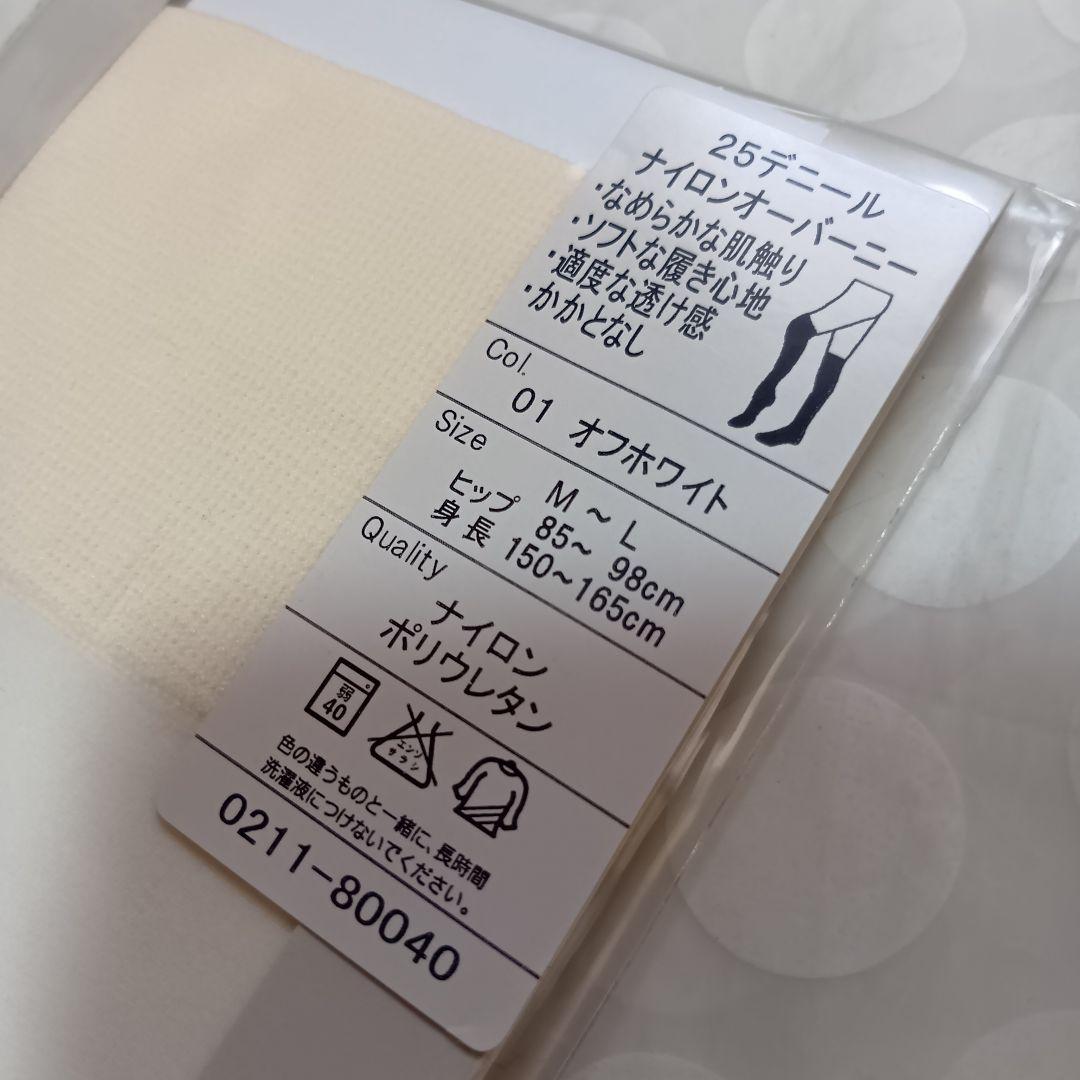 25デニール
ナイロンオーバーニー
・なめらかな肌触り
・ソフトな履き心地
・適度な透け感
・かかとなし
Col.
01 オフホワイト
Size
M ～ L
ヒップ 85～ 98cm
身長 150～165cm
Quality
ナイロン
ポリウレタン
弱
40
エンソ
サラシ
色の違うものと一緒に、長時間
洗濯液につけないでください。
0211-80040